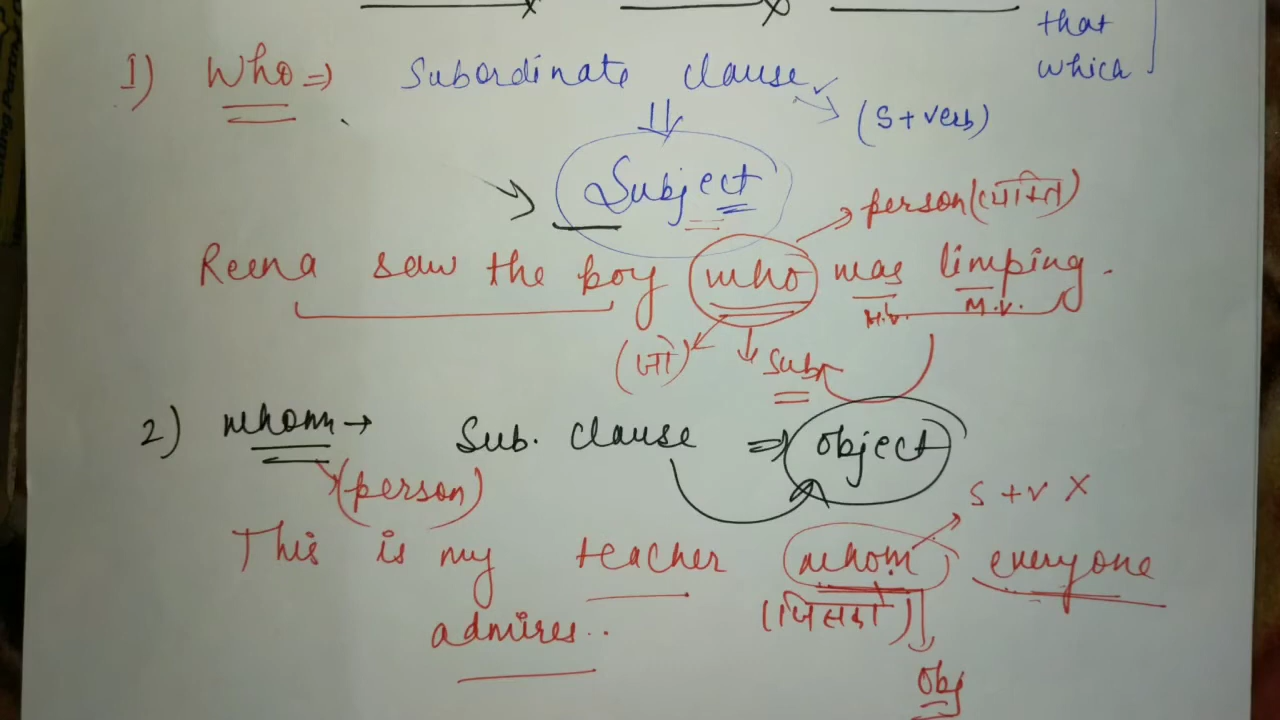 that
which
1) Who ⇒ Subordinate clause
(S + verb)
Subject
person (व्यक्ति)
Reena saw the boy who was limping.
H.V. M.V.
(जो) Subj
2) whom → Sub. clause ⇒ object
(person)
S + V X
This is my teacher whom everyone
(जिसको)
admires..
Obj